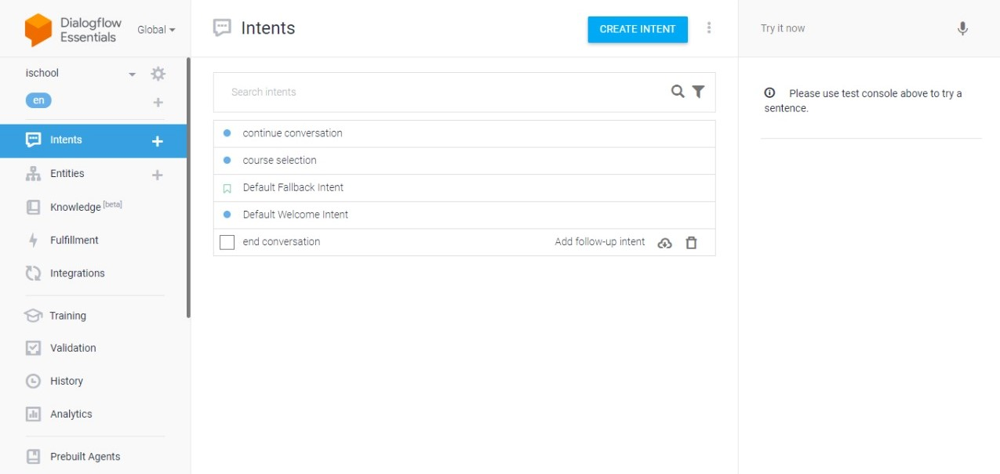 Dialogflow
Essentials
Global
ischool
en
Intents
Entities
Knowledge [beta]
Fulfillment
Integrations
Training
Validation
History
Analytics
Prebuilt Agents
Intents
CREATE INTENT
Search intents
continue conversation
course selection
Default Fallback Intent
Default Welcome Intent
end conversation Add follow-up intent
Try it now
Please use test console above to try a
sentence.